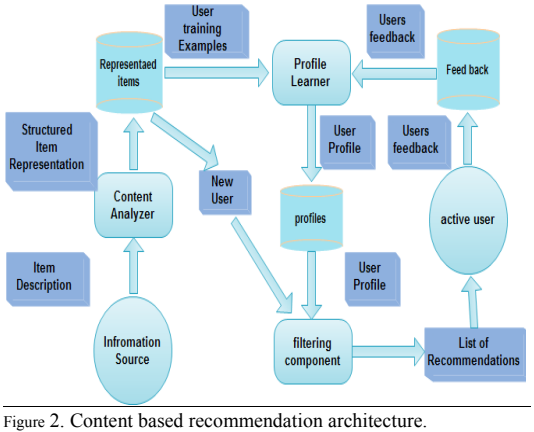 User
training
Examples
Users
feedback
Representaed
items
Profile
Learner
Feed back
Structured
Item
Representation
User
Profile
Users
feedback
Content
Analyzer
New
User
profiles
active user
Item
Description
User
Profile
Infromation
Source
filtering
component
List of
Recommendations
Figure 2. Content based recommendation architecture.